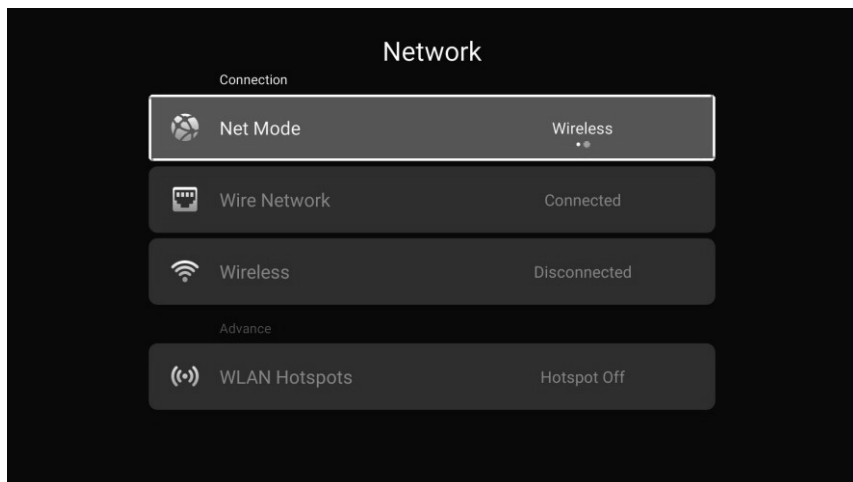 Network
Connection
Net Mode Wireless
Wire Network Connected
Wireless Disconnected
Advance
WLAN Hotspots Hotspot Off